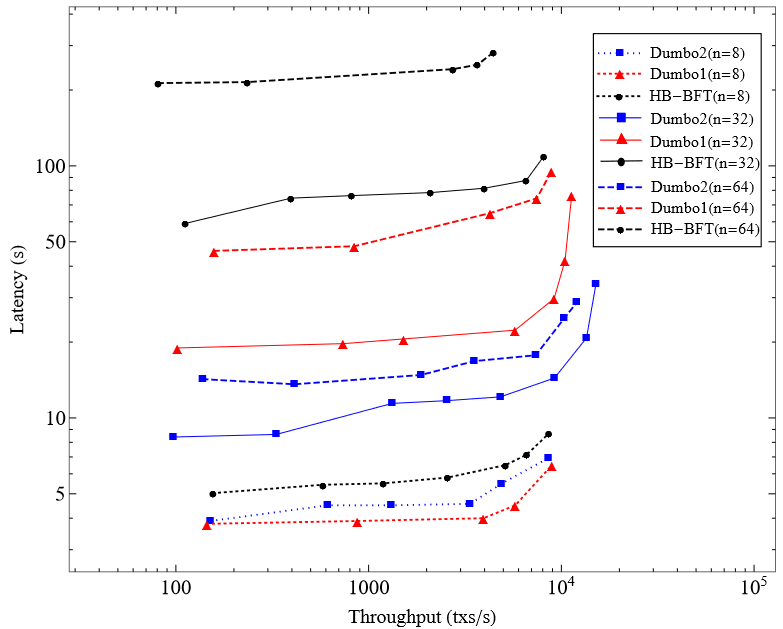 Dumbo2(n=8)
Dumbo1(n=8)
HB−BFT(n=8)
Dumbo2(n=32)
Dumbo1(n=32)
HB−BFT(n=32)
Dumbo2(n=64)
Dumbo1(n=64)
HB−BFT(n=64)
100
50
10
5
Latency (s)
100 1000 10⁴ 10⁵
Throughput (txs/s)